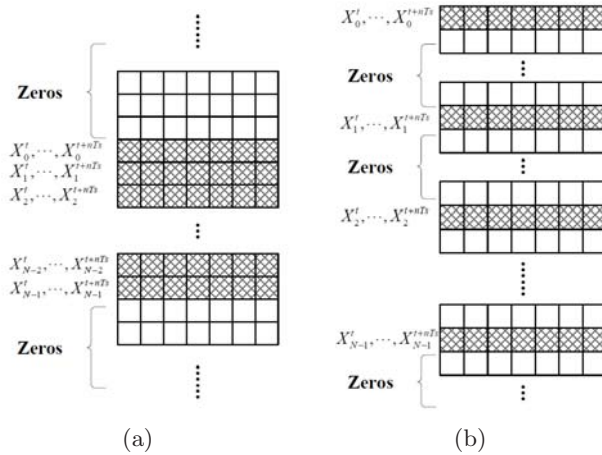 Zeros
X_0^t, ⋯, X_0^{t+nTs}
X_1^t, ⋯, X_1^{t+nTs}
X_2^t, ⋯, X_2^{t+nTs}
X_{N-2}^t, ⋯, X_{N-2}^{t+nTs}
X_{N-1}^t, ⋯, X_{N-1}^{t+nTs}
Zeros
(a)
X_0^t, ⋯, X_0^{t+nTs}
Zeros
X_1^t, ⋯, X_1^{t+nTs}
Zeros
X_2^t, ⋯, X_2^{t+nTs}
X_{N-1}^t, ⋯, X_{N-1}^{t+nTs}
Zeros
(b)